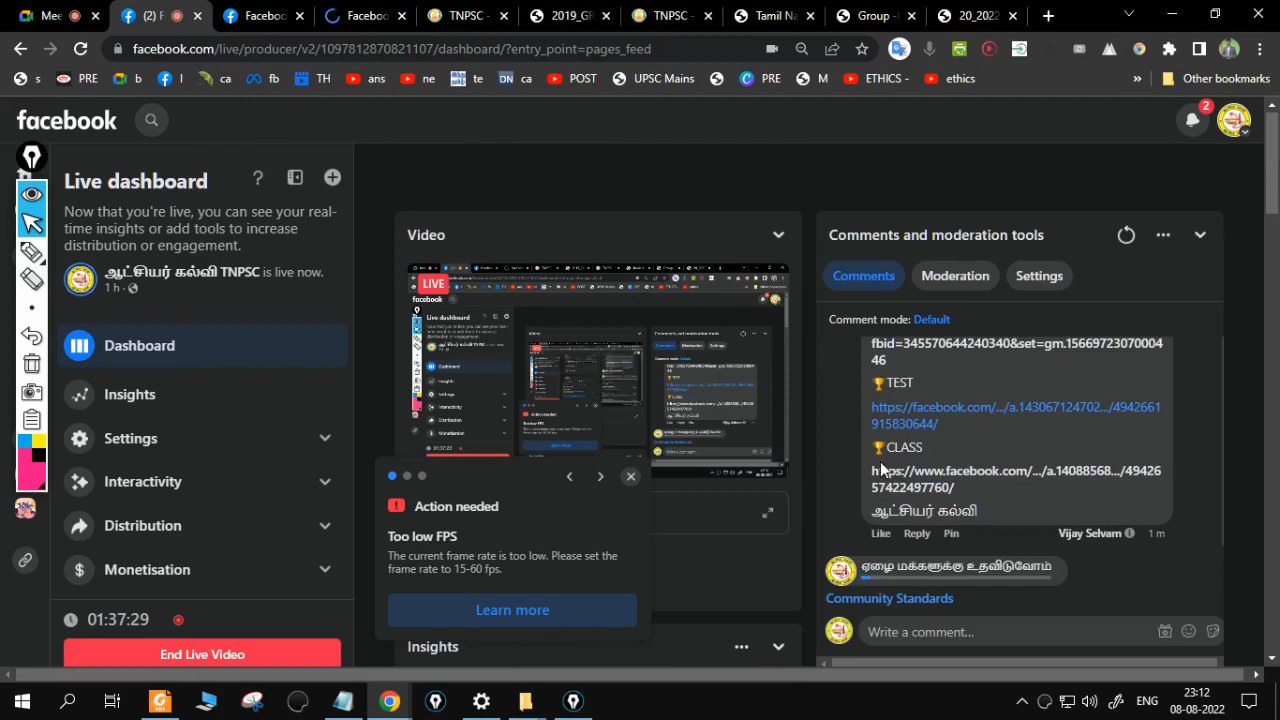 Mee
(2) F
Faceboo
Faceboo
TNPSC -
2019_GR
TNPSC -
Tamil Na
Group -I
20_2022
facebook.com/live/producer/v2/1097812870821107/dashboard/?entry_point=pages_feed
s
PRE
b
I
ca
fb
TH
ans
ne
te
ca
POST
UPSC Mains
PRE
M
ETHICS -
ethics
»
Other bookmarks
facebook
2
Live dashboard
Now that you're live, you can see your real-
time insights or add tools to increase
distribution or engagement.
ஆட்சியர் கல்வி TNPSC is live now.
1 h ·
Dashboard
Insights
Settings
Interactivity
Distribution
Monetisation
01:37:29
End Live Video
Video
LIVE
Action needed
Too low FPS
The current frame rate is too low. Please set the
frame rate to 15-60 fps.
Learn more
Insights
Comments and moderation tools
Comments
Moderation
Settings
Comment mode: Default
fbid=345570644240340&set=gm.15669723070004
46
🏆TEST
https://facebook.com/.../a.143067124702.../4942661
915830644/
🏆CLASS
https://www.facebook.com/.../a.14088568.../49426
57422497760/
ஆட்சியர் கல்வி
Like Reply Pin
Vijay Selvam
1 m
ஏழை மக்களுக்கு உதவிடுவோம்
Community Standards
Write a comment...
ENG
23:12
08-08-2022